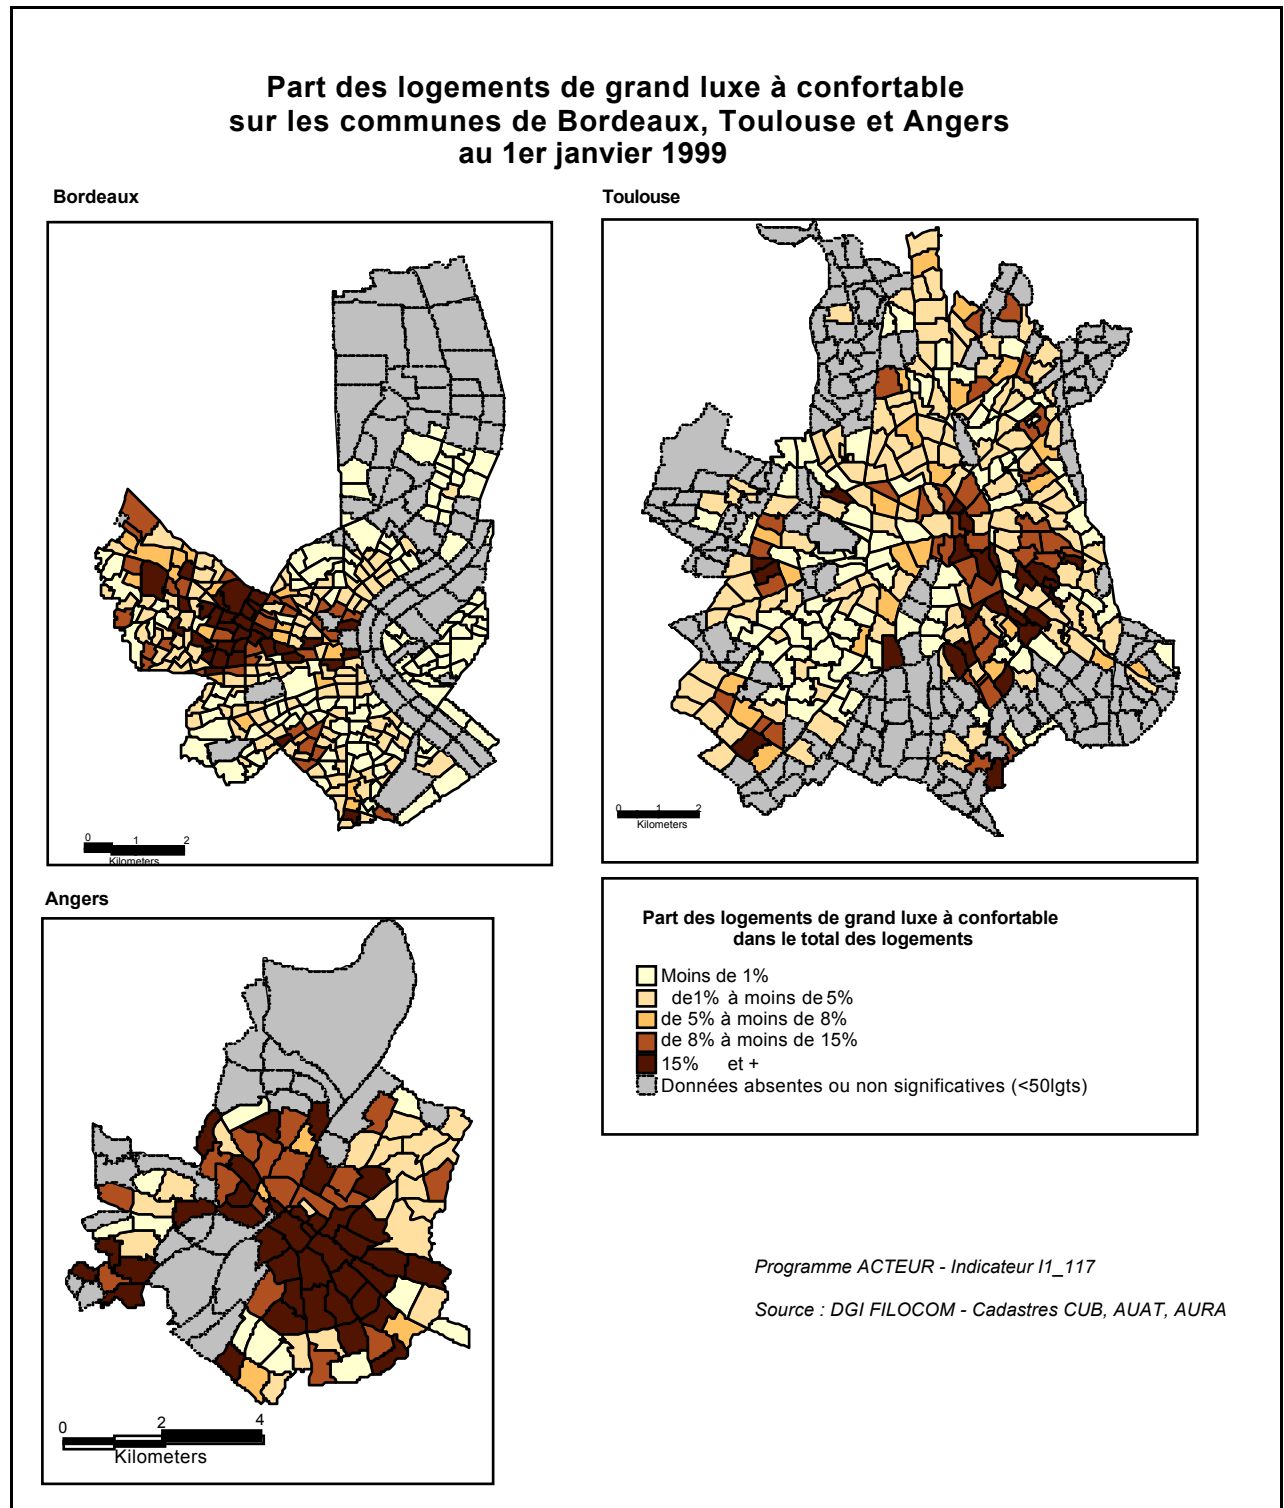 Part des logements de grand luxe à confortable
sur les communes de Bordeaux, Toulouse et Angers
au 1er janvier 1999
Bordeaux
Toulouse
0 1 2
Kilometers
0 1 2
Kilometers
Angers
0 2 4
Kilometers
Part des logements de grand luxe à confortable
dans le total des logements
Moins de 1%
de1% à moins de 5%
de 5% à moins de 8%
de 8% à moins de 15%
15% et +
Données absentes ou non significatives (<50lgts)
Programme ACTEUR - Indicateur I1_117
Source : DGI FILOCOM - Cadastres CUB, AUAT, AURA